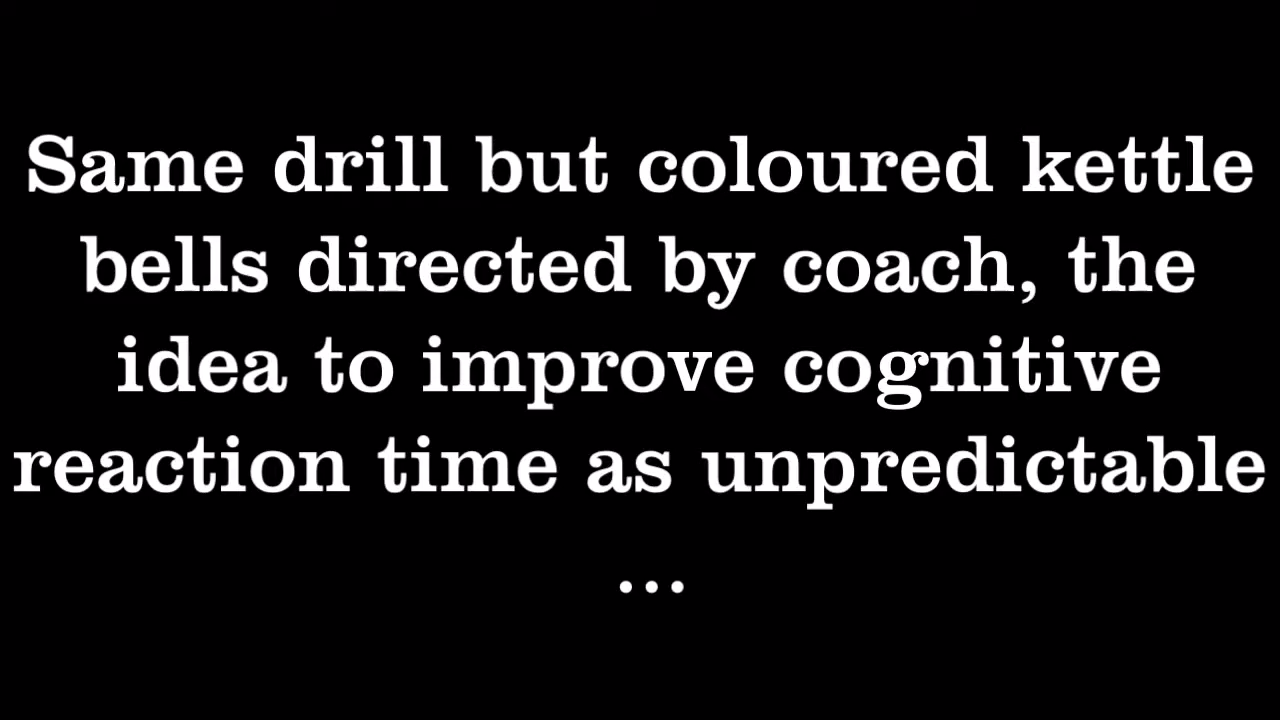 Same drill but coloured kettle
bells directed by coach, the
idea to improve cognitive
reaction time as unpredictable
...